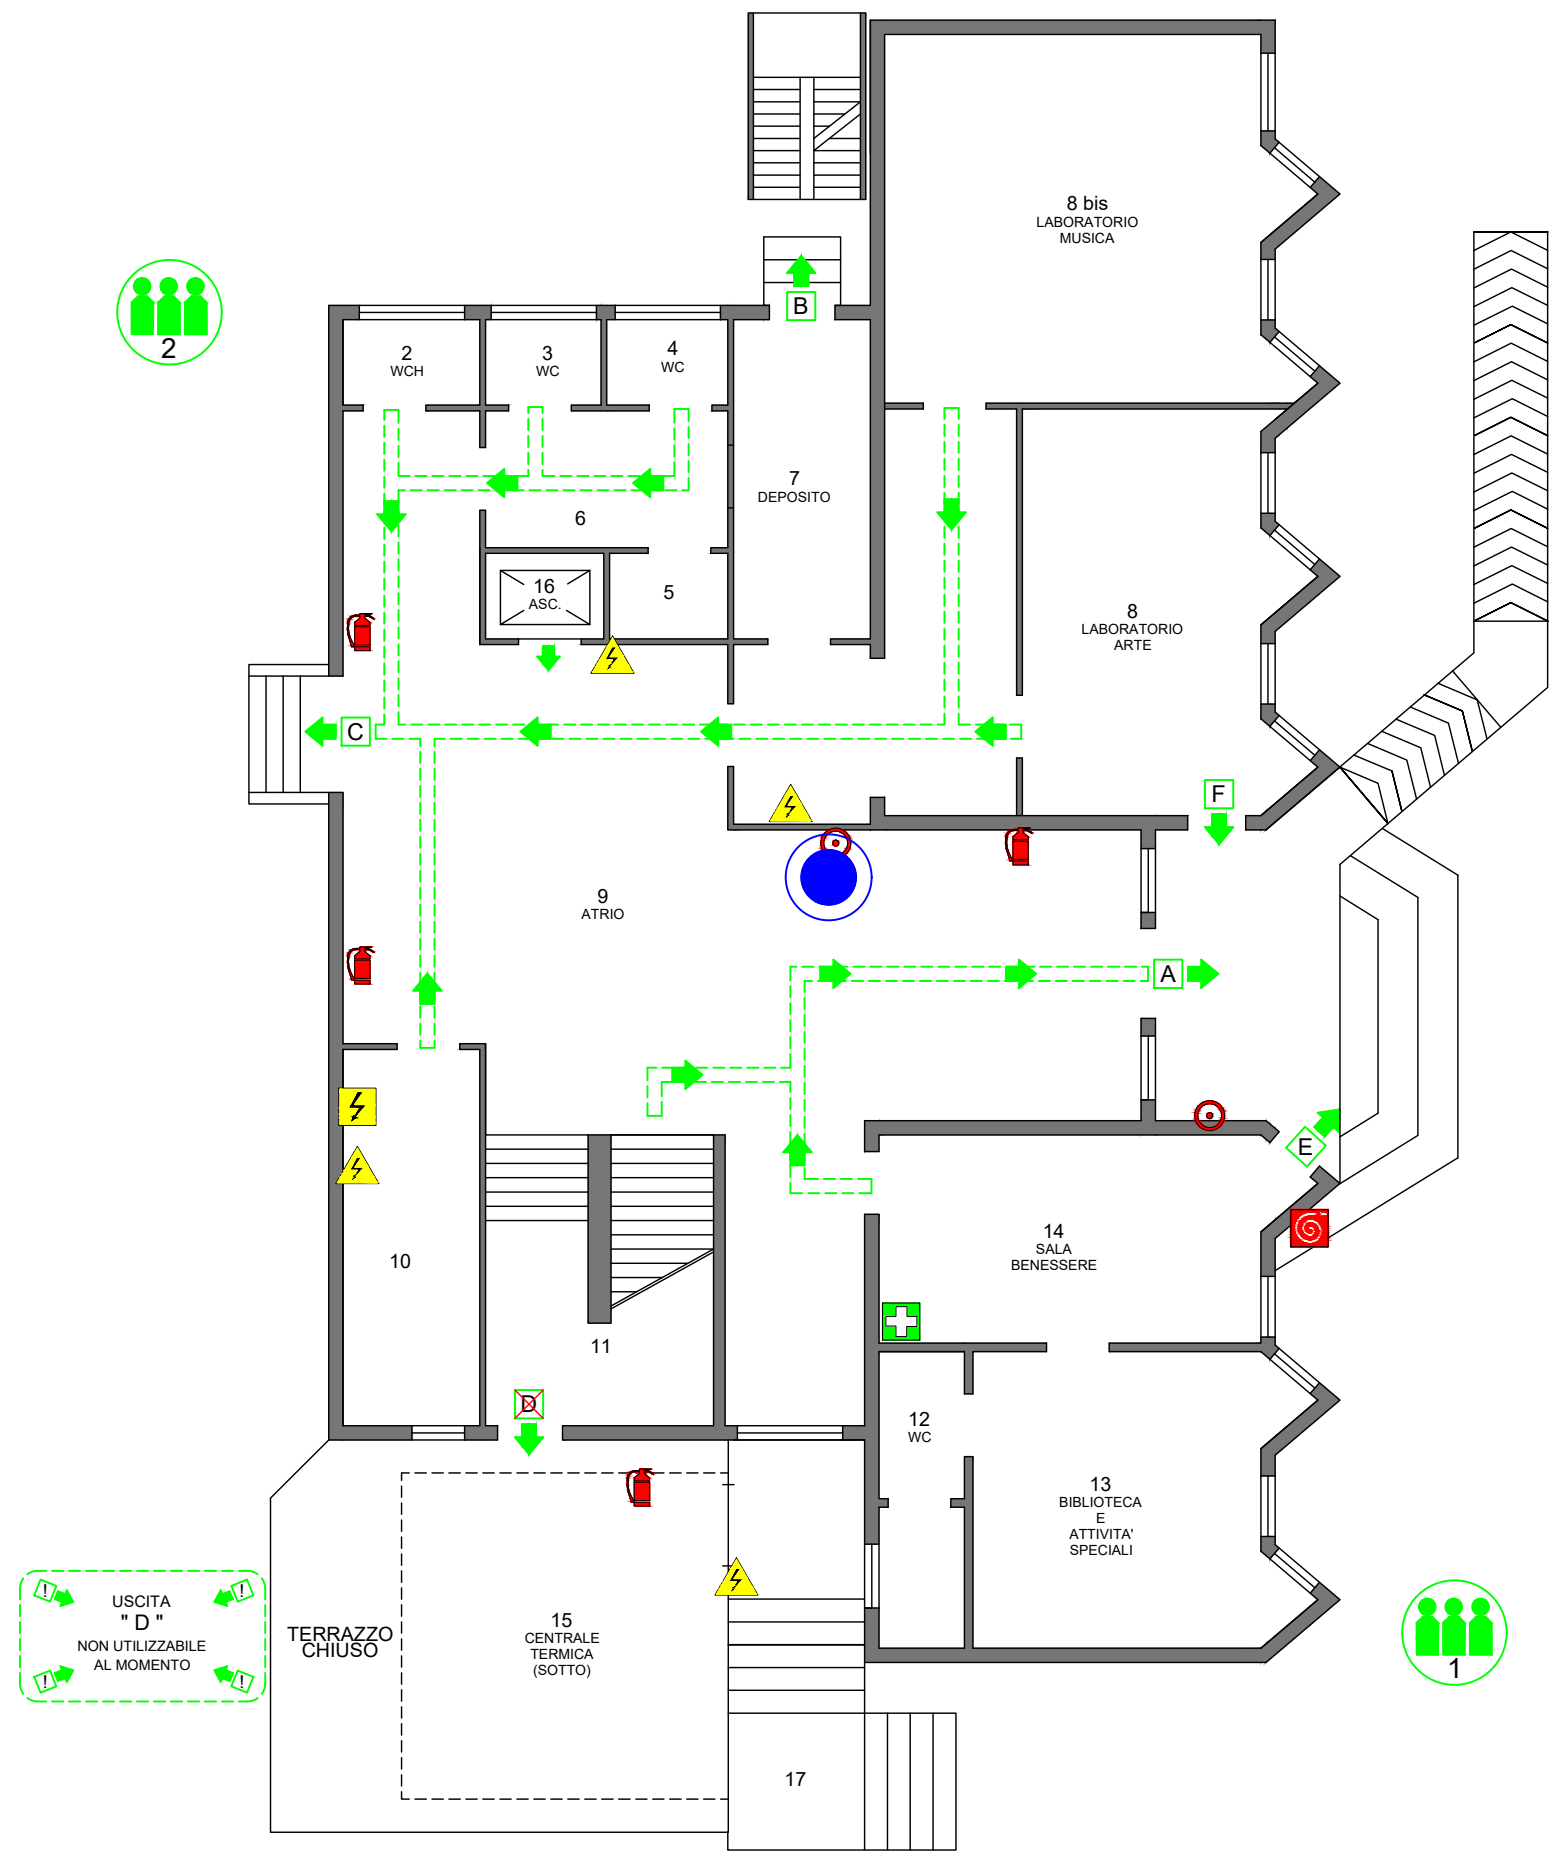 8 bis
LABORATORIO
MUSICA
2
B
2
WCH
3
WC
4
WC
7
DEPOSITO
6
16
ASC.
5
8
LABORATORIO
ARTE
C
F
9
ATRIO
A
E
14
SALA
BENESSERE
10
11
D
12
WC
13
BIBLIOTECA
E
ATTIVITA'
SPECIALI
! !
USCITA
" D "
NON UTILIZZABILE
AL MOMENTO
! !
TERRAZZO
CHIUSO
15
CENTRALE
TERMICA
(SOTTO)
1
17